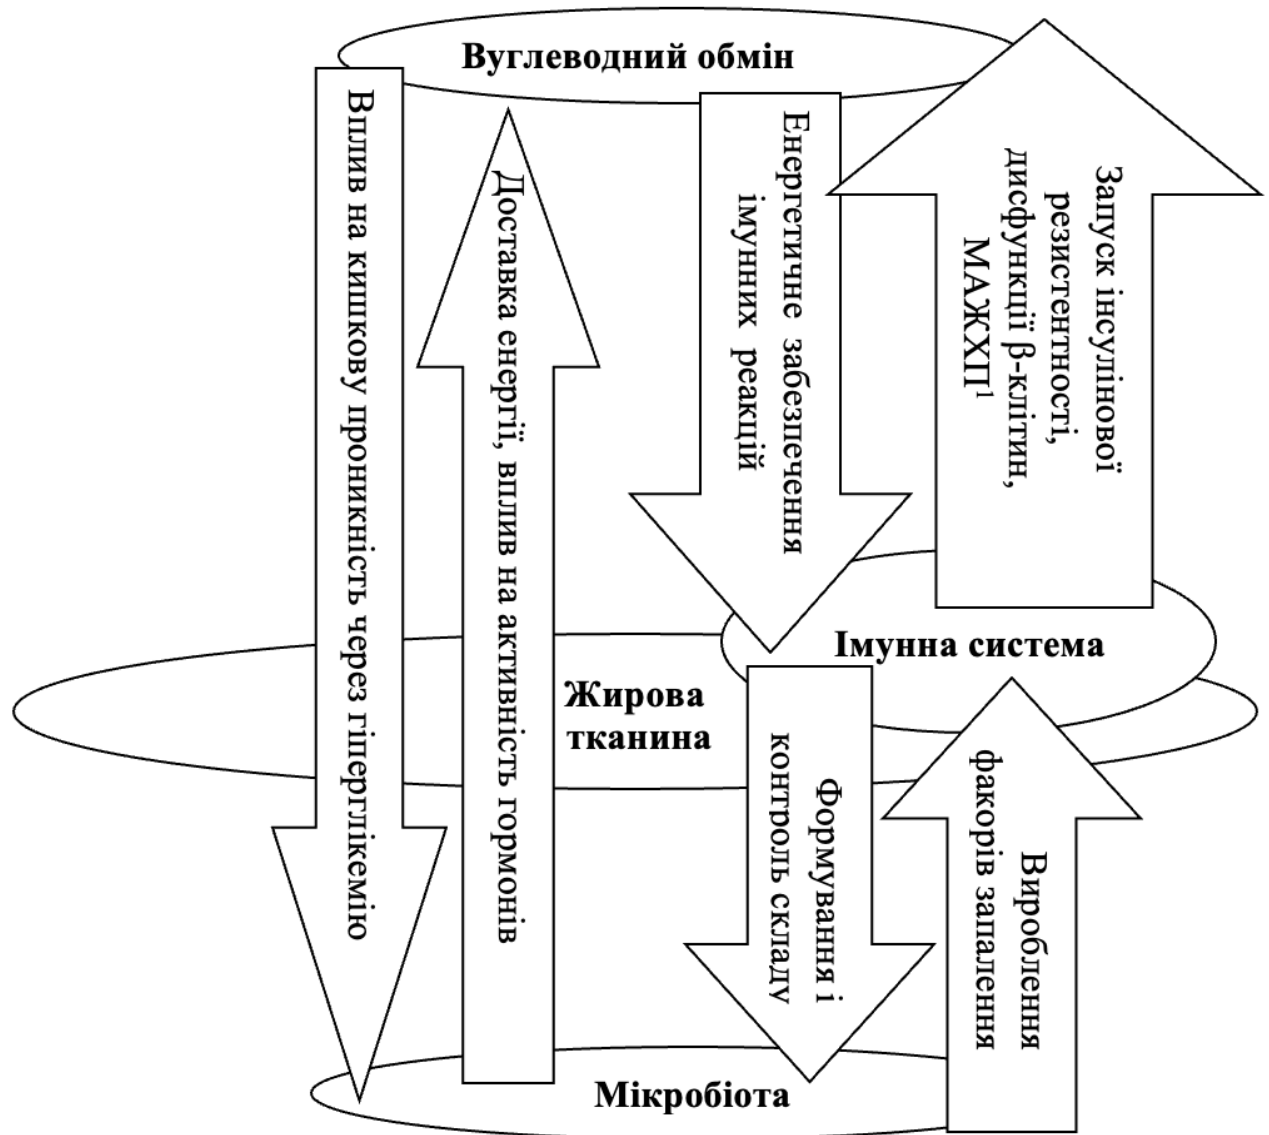 Вуглеводний обмін
Вплив на кишкову проникність через гіперглікемію
Доставка енергії, вплив на активність гормонів
Енергетичне забезпечення
імунних реакцій
Запуск інсулінової
резистентності,
дисфункції β-клітин,
МАЖХП¹
Імунна система
Жирова
тканина
Формування і
контроль складу
Вироблення
факорів запалення
Мікробіота